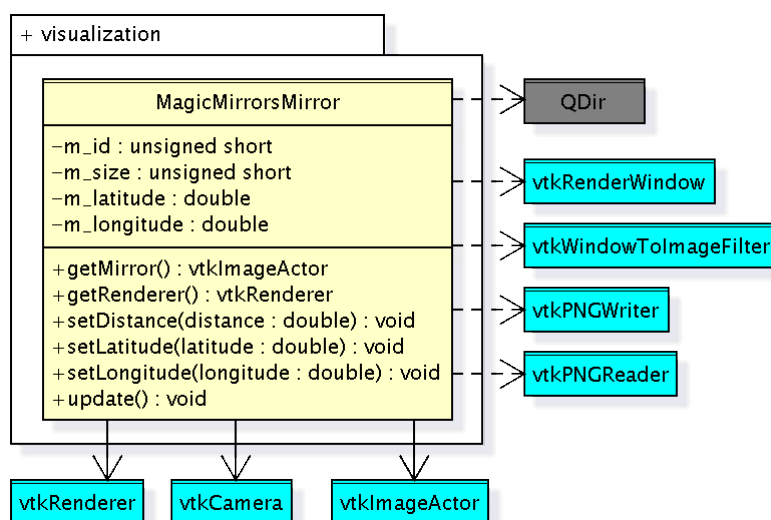 + visualization
MagicMirrorsMirror
-m_id : unsigned short
-m_size : unsigned short
-m_latitude : double
-m_longitude : double
+getMirror() : vtkImageActor
+getRenderer() : vtkRenderer
+setDistance(distance : double) : void
+setLatitude(latitude : double) : void
+setLongitude(longitude : double) : void
+update() : void
QDir
vtkRenderWindow
vtkWindowToImageFilter
vtkPNGWriter
vtkPNGReader
vtkRenderer
vtkCamera
vtkImageActor